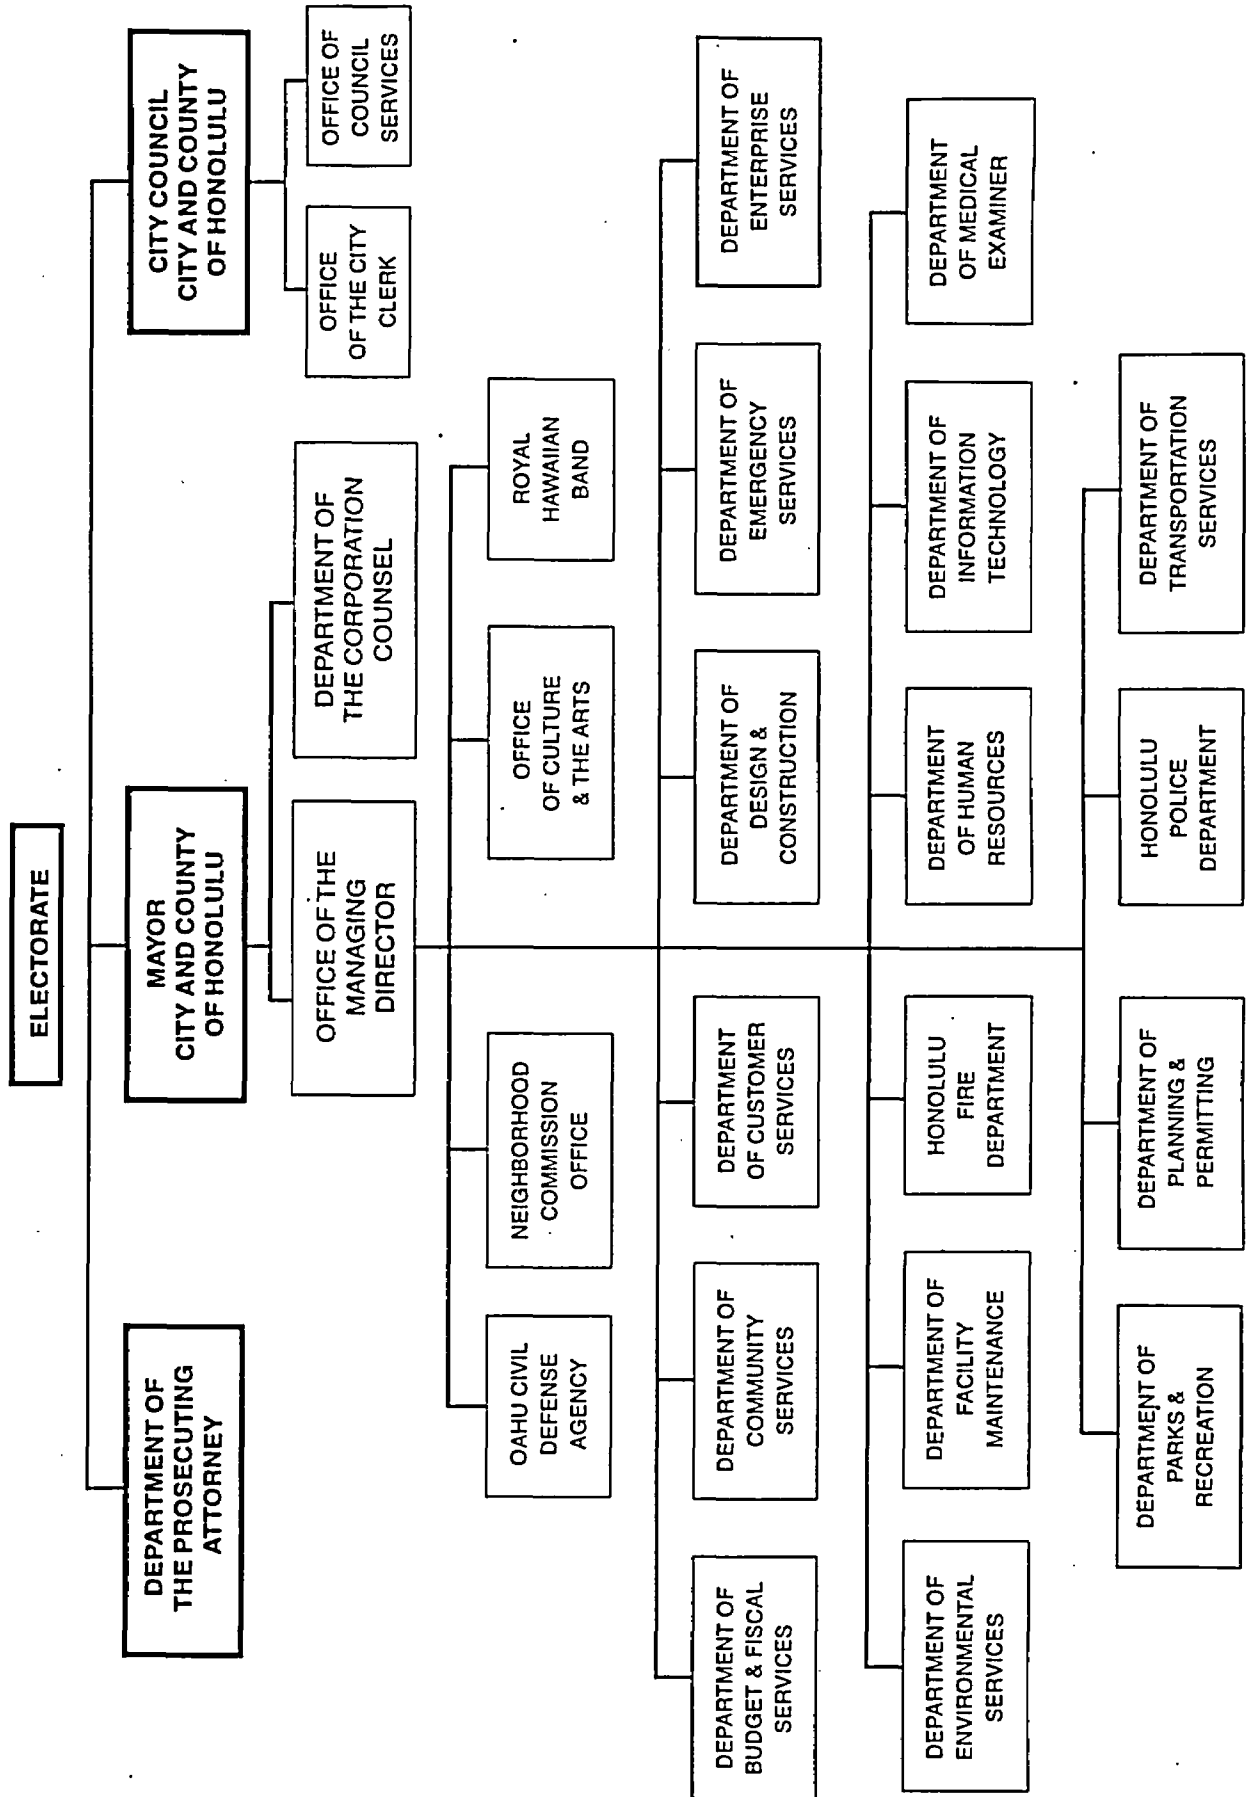 ELECTORATE
DEPARTMENT OF
THE PROSECUTING
ATTORNEY
MAYOR
CITY AND COUNTY
OF HONOLULU
CITY COUNCIL
CITY AND COUNTY
OF HONOLULU
OFFICE OF THE
MANAGING
DIRECTOR
DEPARTMENT OF
THE CORPORATION
COUNSEL
OFFICE
OF THE CITY
CLERK
OFFICE OF
COUNCIL
SERVICES
OAHU CIVIL
DEFENSE
AGENCY
NEIGHBORHOOD
COMMISSION
OFFICE
OFFICE
OF CULTURE
& THE ARTS
ROYAL
HAWAIIAN
BAND
DEPARTMENT OF
BUDGET & FISCAL
SERVICES
DEPARTMENT OF
COMMUNITY
SERVICES
DEPARTMENT
OF CUSTOMER
SERVICES
DEPARTMENT OF
DESIGN &
CONSTRUCTION
DEPARTMENT OF
EMERGENCY
SERVICES
DEPARTMENT OF
ENTERPRISE
SERVICES
DEPARTMENT OF
ENVIRONMENTAL
SERVICES
DEPARTMENT OF
FACILITY
MAINTENANCE
HONOLULU
FIRE
DEPARTMENT
DEPARTMENT
OF HUMAN
RESOURCES
DEPARTMENT OF
INFORMATION
TECHNOLOGY
DEPARTMENT
OF MEDICAL
EXAMINER
DEPARTMENT OF
PARKS &
RECREATION
DEPARTMENT OF
PLANNING &
PERMITTING
HONOLULU
POLICE
DEPARTMENT
DEPARTMENT OF
TRANSPORTATION
SERVICES